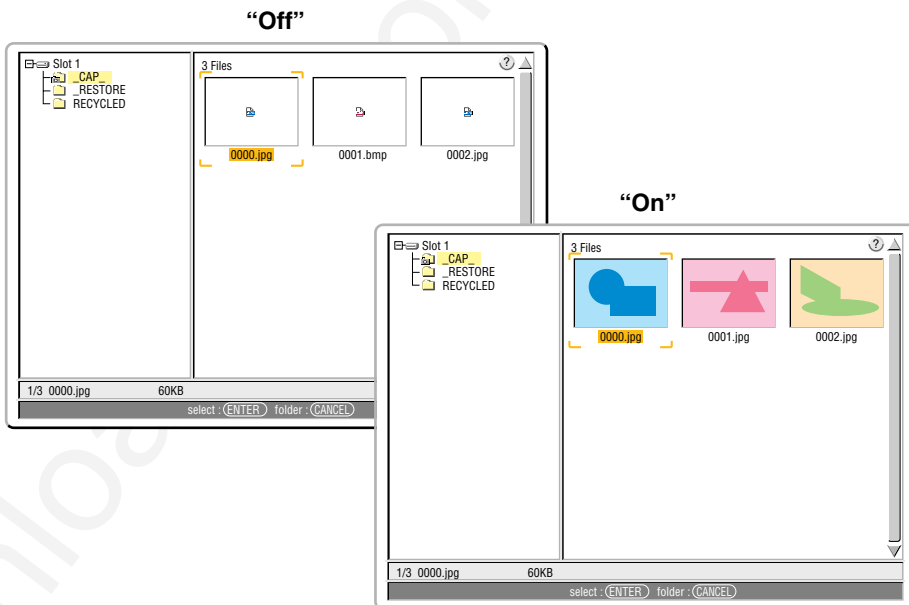 “Off”
Slot 1
_CAP_
_RESTORE
RECYCLED
3 Files
?
0000.jpg
0001.bmp
0002.jpg
1/3 0000.jpg 60KB
select : ENTER folder : CANCEL
“On”
Slot 1
_CAP_
_RESTORE
RECYCLED
3 Files
?
0000.jpg
0001.jpg
0002.jpg
1/3 0000.jpg 60KB
select : ENTER folder : CANCEL